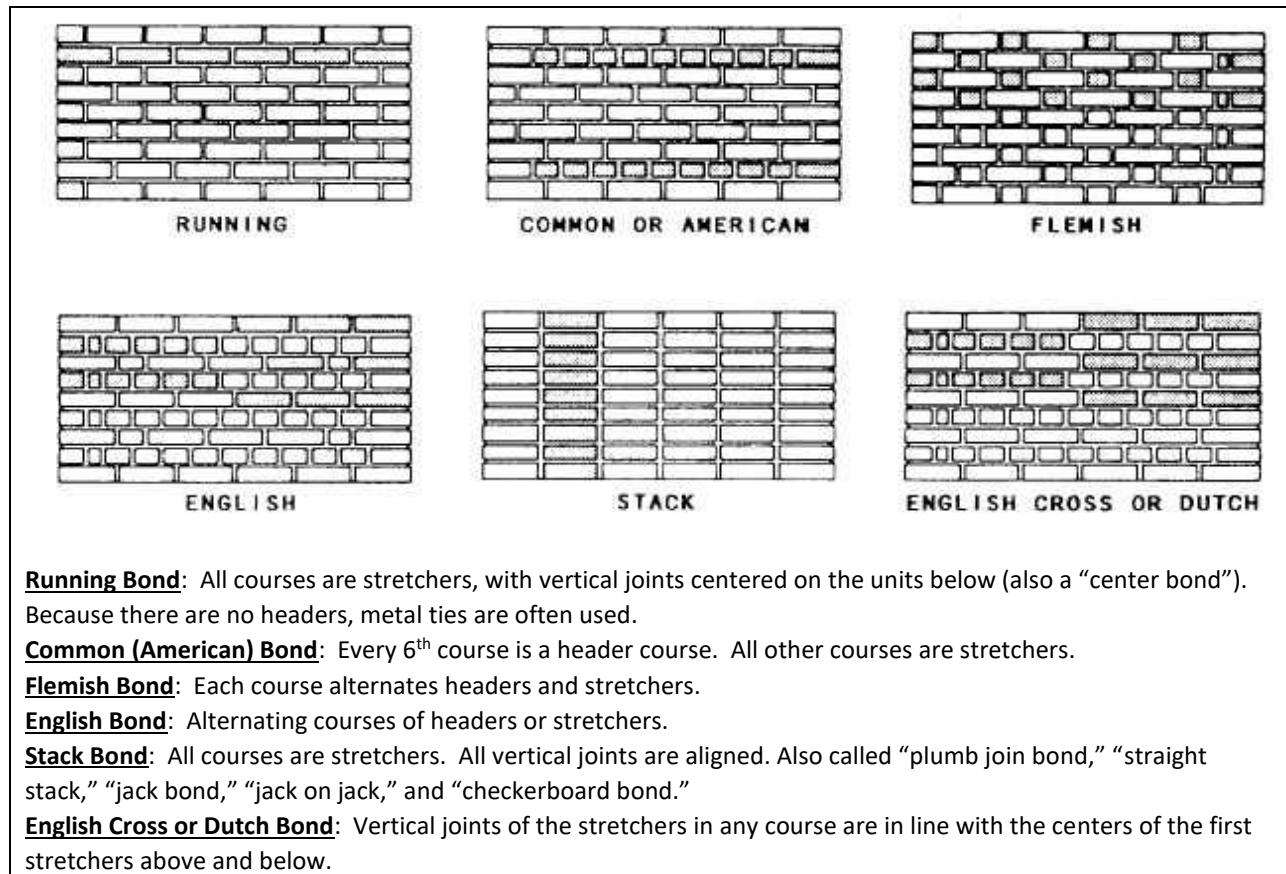 RUNNING
COMMON OR AMERICAN
FLEMISH
ENGLISH
STACK
ENGLISH CROSS OR DUTCH
Running Bond: All courses are stretchers, with vertical joints centered on the units below (also a “center bond”).
Because there are no headers, metal ties are often used.
Common (American) Bond: Every 6th course is a header course. All other courses are stretchers.
Flemish Bond: Each course alternates headers and stretchers.
English Bond: Alternating courses of headers or stretchers.
Stack Bond: All courses are stretchers. All vertical joints are aligned. Also called “plumb join bond,” “straight
stack,” “jack bond,” “jack on jack,” and “checkerboard bond.”
English Cross or Dutch Bond: Vertical joints of the stretchers in any course are in line with the centers of the first
stretchers above and below.